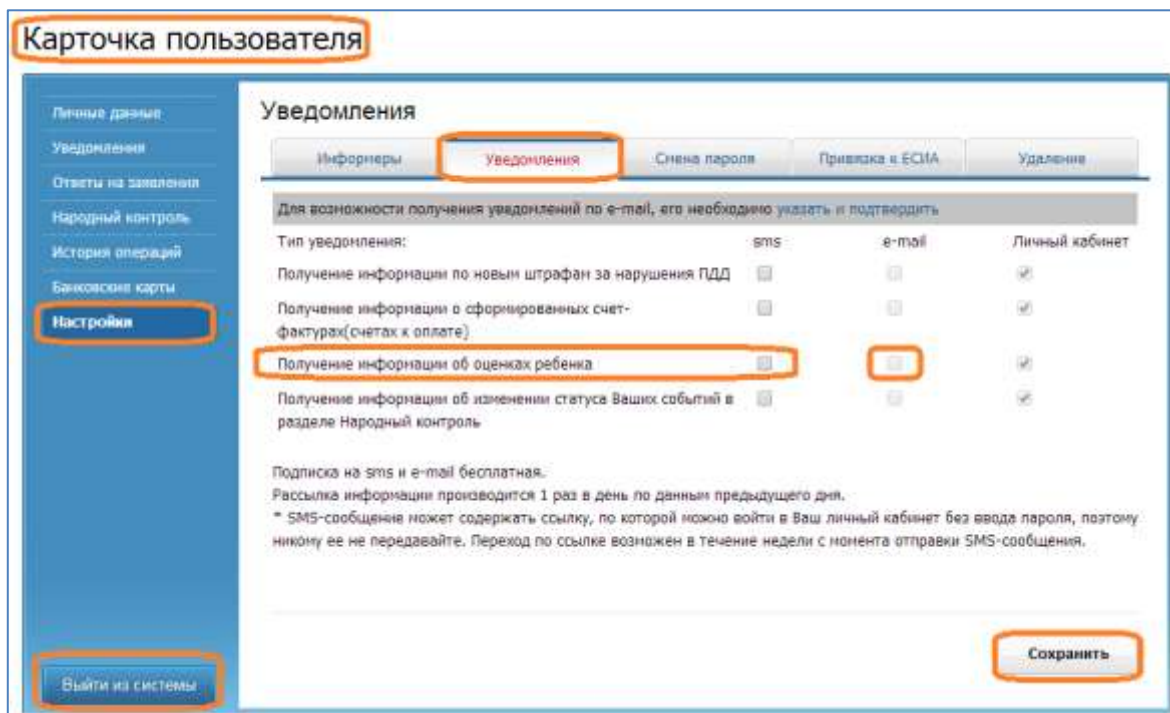 Карточка пользователя
Личные данные
Уведомления
Ответы на заявления
Народный контроль
История операций
Банковские карты
Настройки
Выйти из системы
Уведомления
Информеры Уведомления Смена пароля Привязка к ЕСИА Удаление
Для возможности получения уведомлений по e-mail, его необходимо указать и подтвердить
Тип уведомления: sms e-mail Личный кабинет
Получение информации по новым штрафам за нарушения ПДД
Получение информации о сформированных счет-
фактурах(счетах к оплате)
Получение информации об оценках ребенка
Получение информации об изменении статуса Ваших событий в
разделе Народный контроль
Подписка на sms и e-mail бесплатная.
Рассылка информации производится 1 раз в день по данным предыдущего дня.
* SMS-сообщение может содержать ссылку, по которой можно войти в Ваш личный кабинет без ввода пароля, поэтому
никому ее не передавайте. Переход по ссылке возможен в течение недели с момента отправки SMS-сообщения.
Сохранить